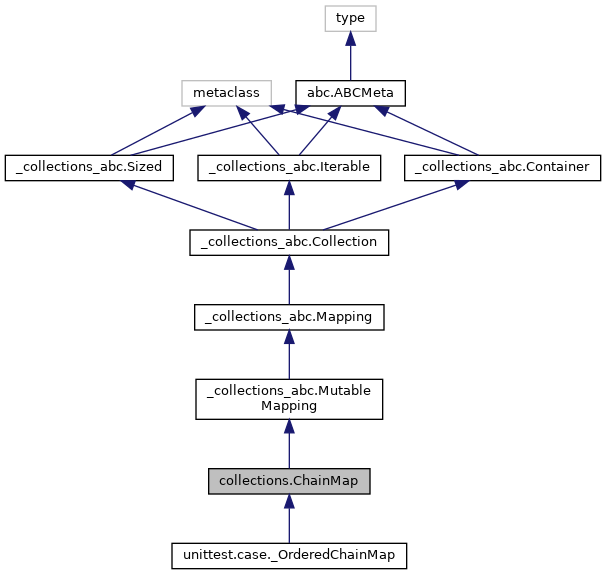 type
metaclass
abc.ABCMeta
_collections_abc.Sized
_collections_abc.Iterable
_collections_abc.Container
_collections_abc.Collection
_collections_abc.Mapping
_collections_abc.Mutable
Mapping
collections.ChainMap
unittest.case._OrderedChainMap